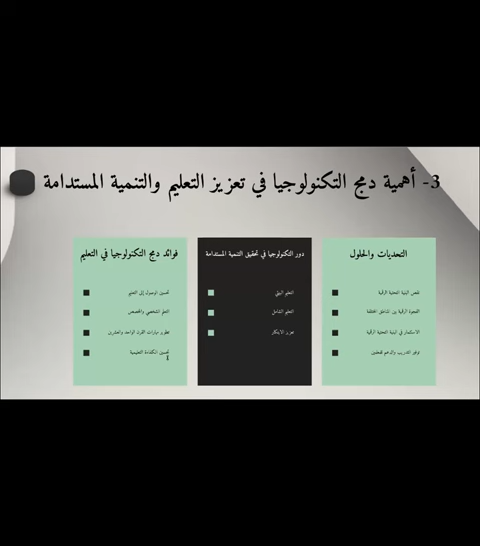 3- أهمية دمج التكنولوجيا في تعزيز التعليم والتنمية المستدامة
التحديات والحلول
نقص البنية التحتية الرقمية
الفجوة الرقمية بين المناطق المختلفة
الاستثمار في البنية التحتية الرقمية
توفير التدريب والدعم للمعلمين
دور التكنولوجيا في تحقيق التنمية المستدامة
التعليم البيئي
التعليم الشامل
تعزيز الابتكار
فوائد دمج التكنولوجيا في التعليم
تحسين الوصول إلى التعليم
التعلم الشخصي والمخصص
تطوير مهارات القرن الواحد والعشرين
تحسين الكفاءة التعليمية